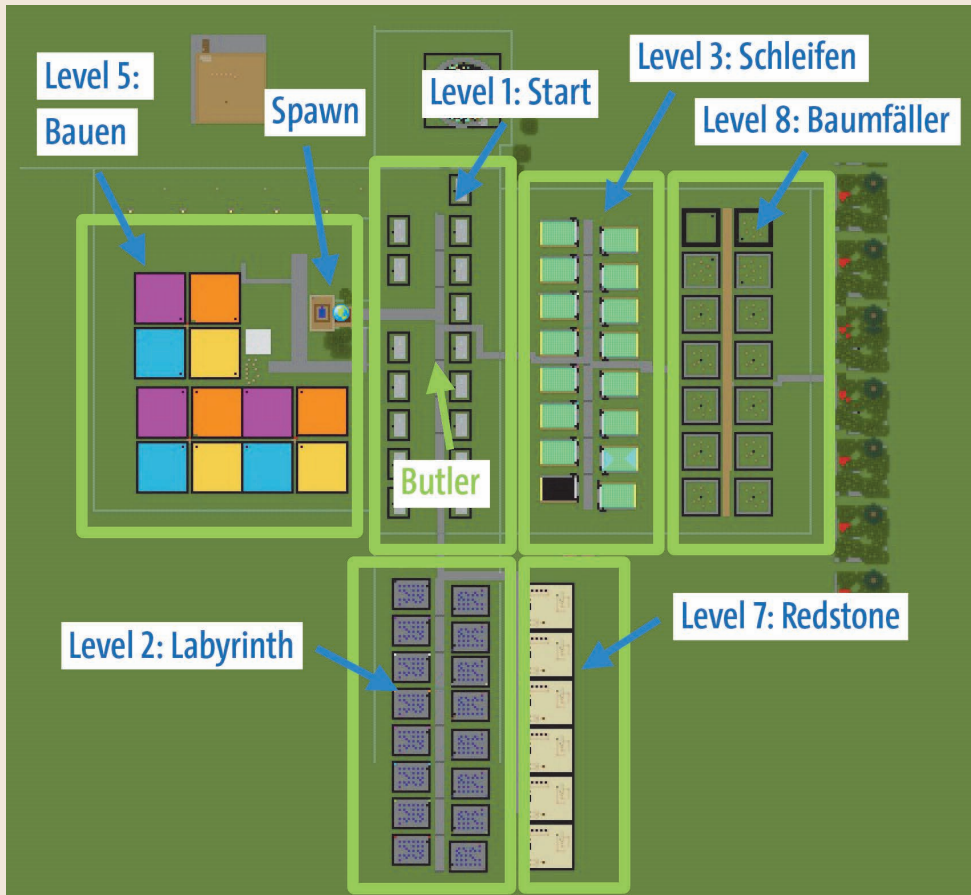 Level 5:
Bauen
Spawn
Level 1: Start
Level 3: Schleifen
Level 8: Baumfäller
Butler
Level 2: Labyrinth
Level 7: Redstone